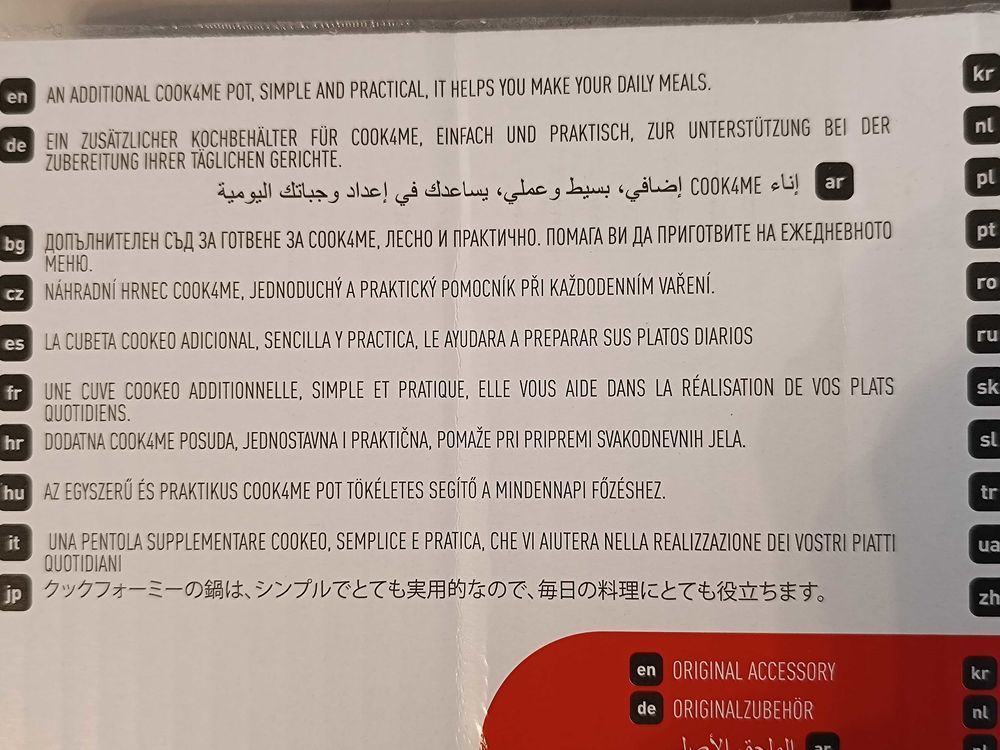 en AN ADDITIONAL COOK4ME POT, SIMPLE AND PRACTICAL, IT HELPS YOU MAKE YOUR DAILY MEALS.
de EIN ZUSÄTZLICHER KOCHBEHÄLTER FÜR COOK4ME, EINFACH UND PRAKTISCH, ZUR UNTERSTÜTZUNG BEI DER
ZUBEREITUNG IHRER TÄGLICHEN GERICHTE.
ar إناء COOK4ME إضافي، بسيط وعملي، يساعدك في إعداد وجباتك اليومية
bg ДОПЪЛНИТЕЛЕН СЪД ЗА ГОТВЕНЕ ЗА COOK4ME, ЛЕСНО И ПРАКТИЧНО. ПОМАГА ВИ ДА ПРИГОТВИТЕ НА ЕЖЕДНЕВНОТО
МЕНЮ.
cz NÁHRADNÍ HRNEC COOK4ME, JEDNODUCHÝ A PRAKTICKÝ POMOCNÍK PŘI KAŽDODENNÍM VAŘENÍ.
es LA CUBETA COOKEO ADICIONAL, SENCILLA Y PRACTICA, LE AYUDARA A PREPARAR SUS PLATOS DIARIOS
fr UNE CUVE COOKEO ADDITIONNELLE, SIMPLE ET PRATIQUE, ELLE VOUS AIDE DANS LA RÉALISATION DE VOS PLATS
QUOTIDIENS.
hr DODATNA COOK4ME POSUDA, JEDNOSTAVNA I PRAKTIČNA, POMAŽE PRI PRIPREMI SVAKODNEVNIH JELA.
hu AZ EGYSZERŰ ÉS PRAKTIKUS COOK4ME POT TÖKÉLETES SEGÍTŐ A MINDENNAPI FŐZÉSHEZ.
it UNA PENTOLA SUPPLEMENTARE COOKEO, SEMPLICE E PRATICA, CHE VI AIUTERA NELLA REALIZZAZIONE DEI VOSTRI PIATTI
QUOTIDIANI
jp クックフォーミーの鍋は、シンプルでとても実用的なので、毎日の料理にとても役立ちます。
kr
nl
pl
pt
ro
ru
sk
sl
tr
ua
zh
en ORIGINAL ACCESSORY
de ORIGINALZUBEHÖR
ar
kr
nl